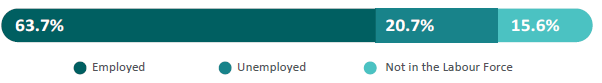 63.7% 20.7% 15.6%
Employed Unemployed Not in the Labour Force